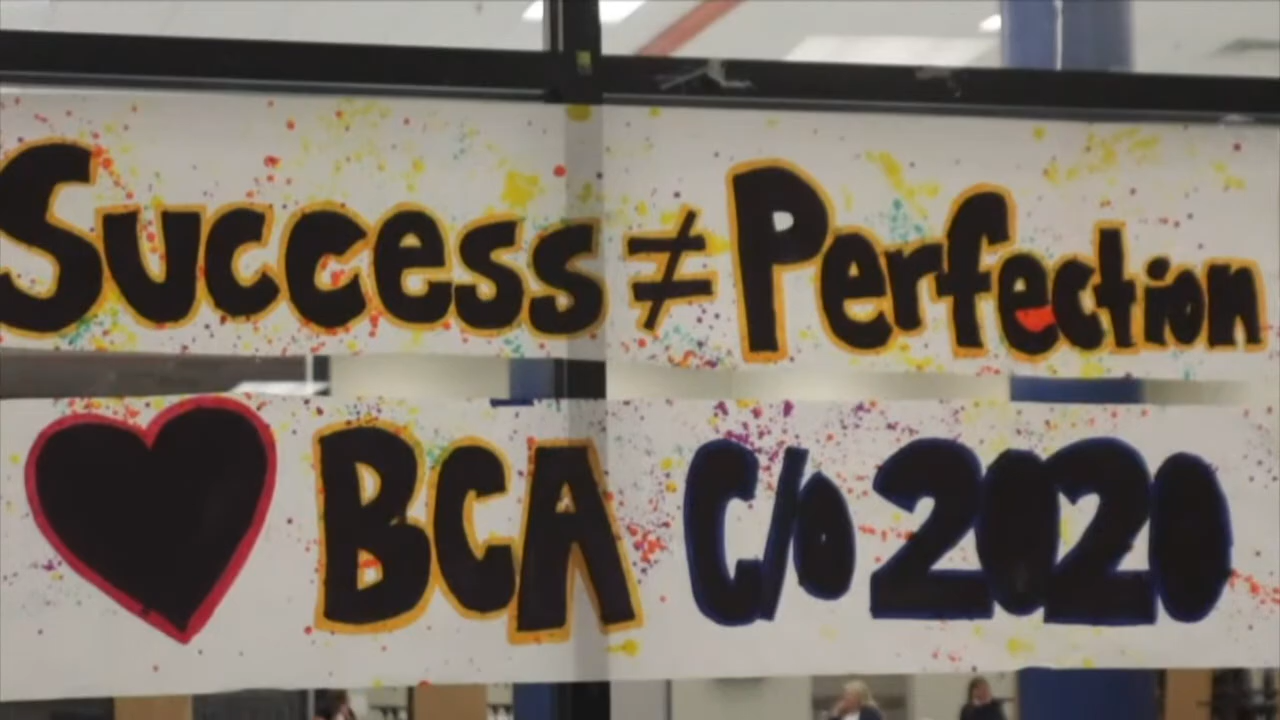 Success ≠ Perfection
♥ BCA C/O 2020